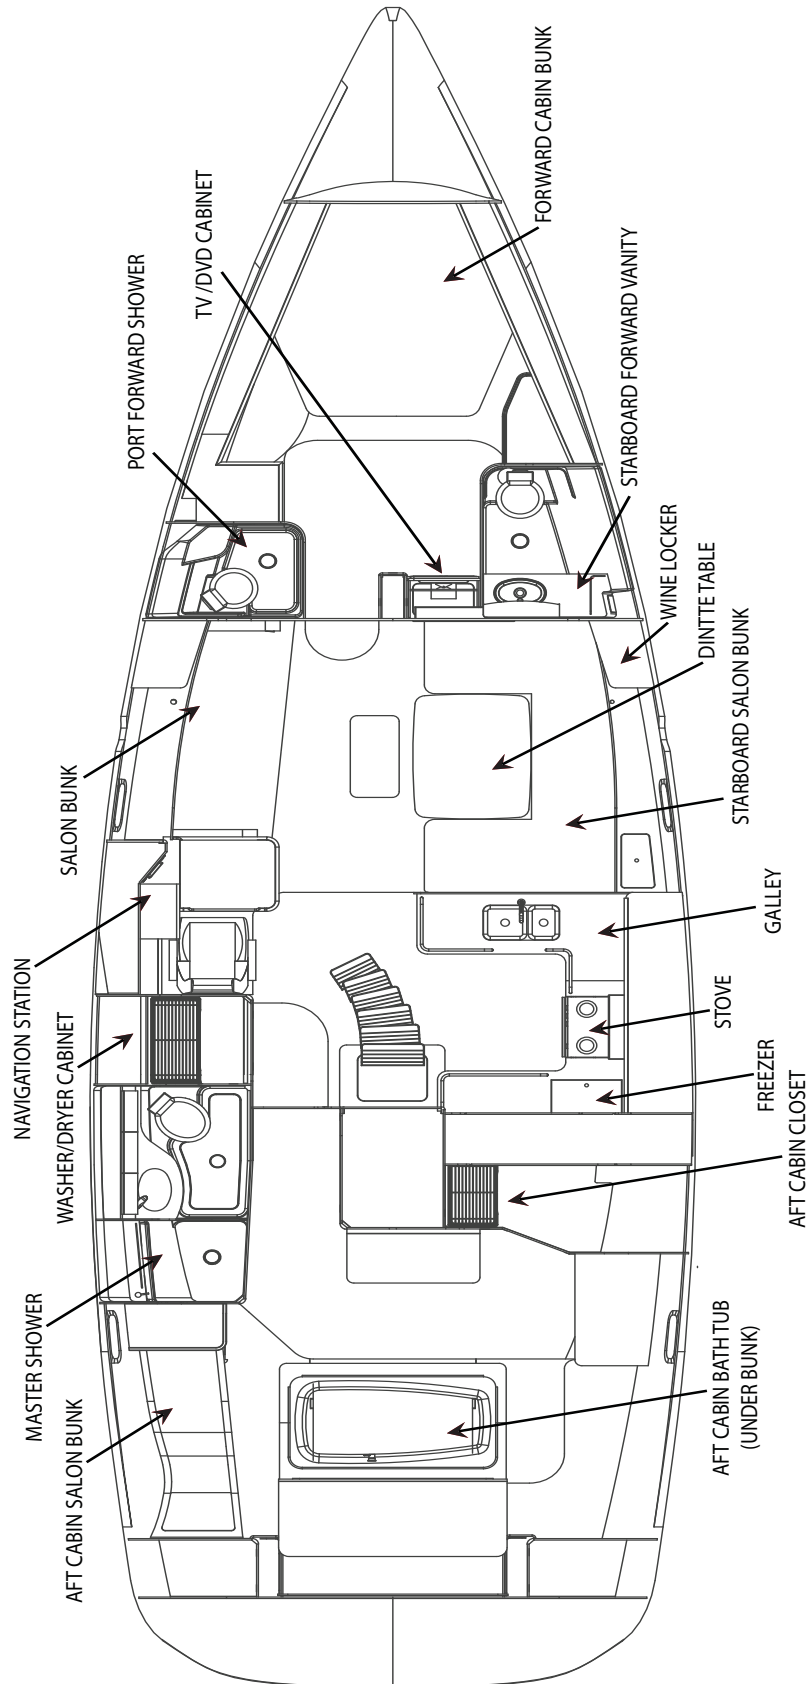 TV /DVD CABINET
PORT FORWARD SHOWER
SALON BUNK
NAVIGATION STATION
WASHER/DRYER CABINET
MASTER SHOWER
AFT CABIN SALON BUNK
FORWARD CABIN BUNK
STARBOARD FORWARD VANITY
WINE LOCKER
DINTTE TABLE
STARBOARD SALON BUNK
GALLEY
STOVE
FREEZER
AFT CABIN CLOSET
AFT CABIN BATH TUB
(UNDER BUNK)